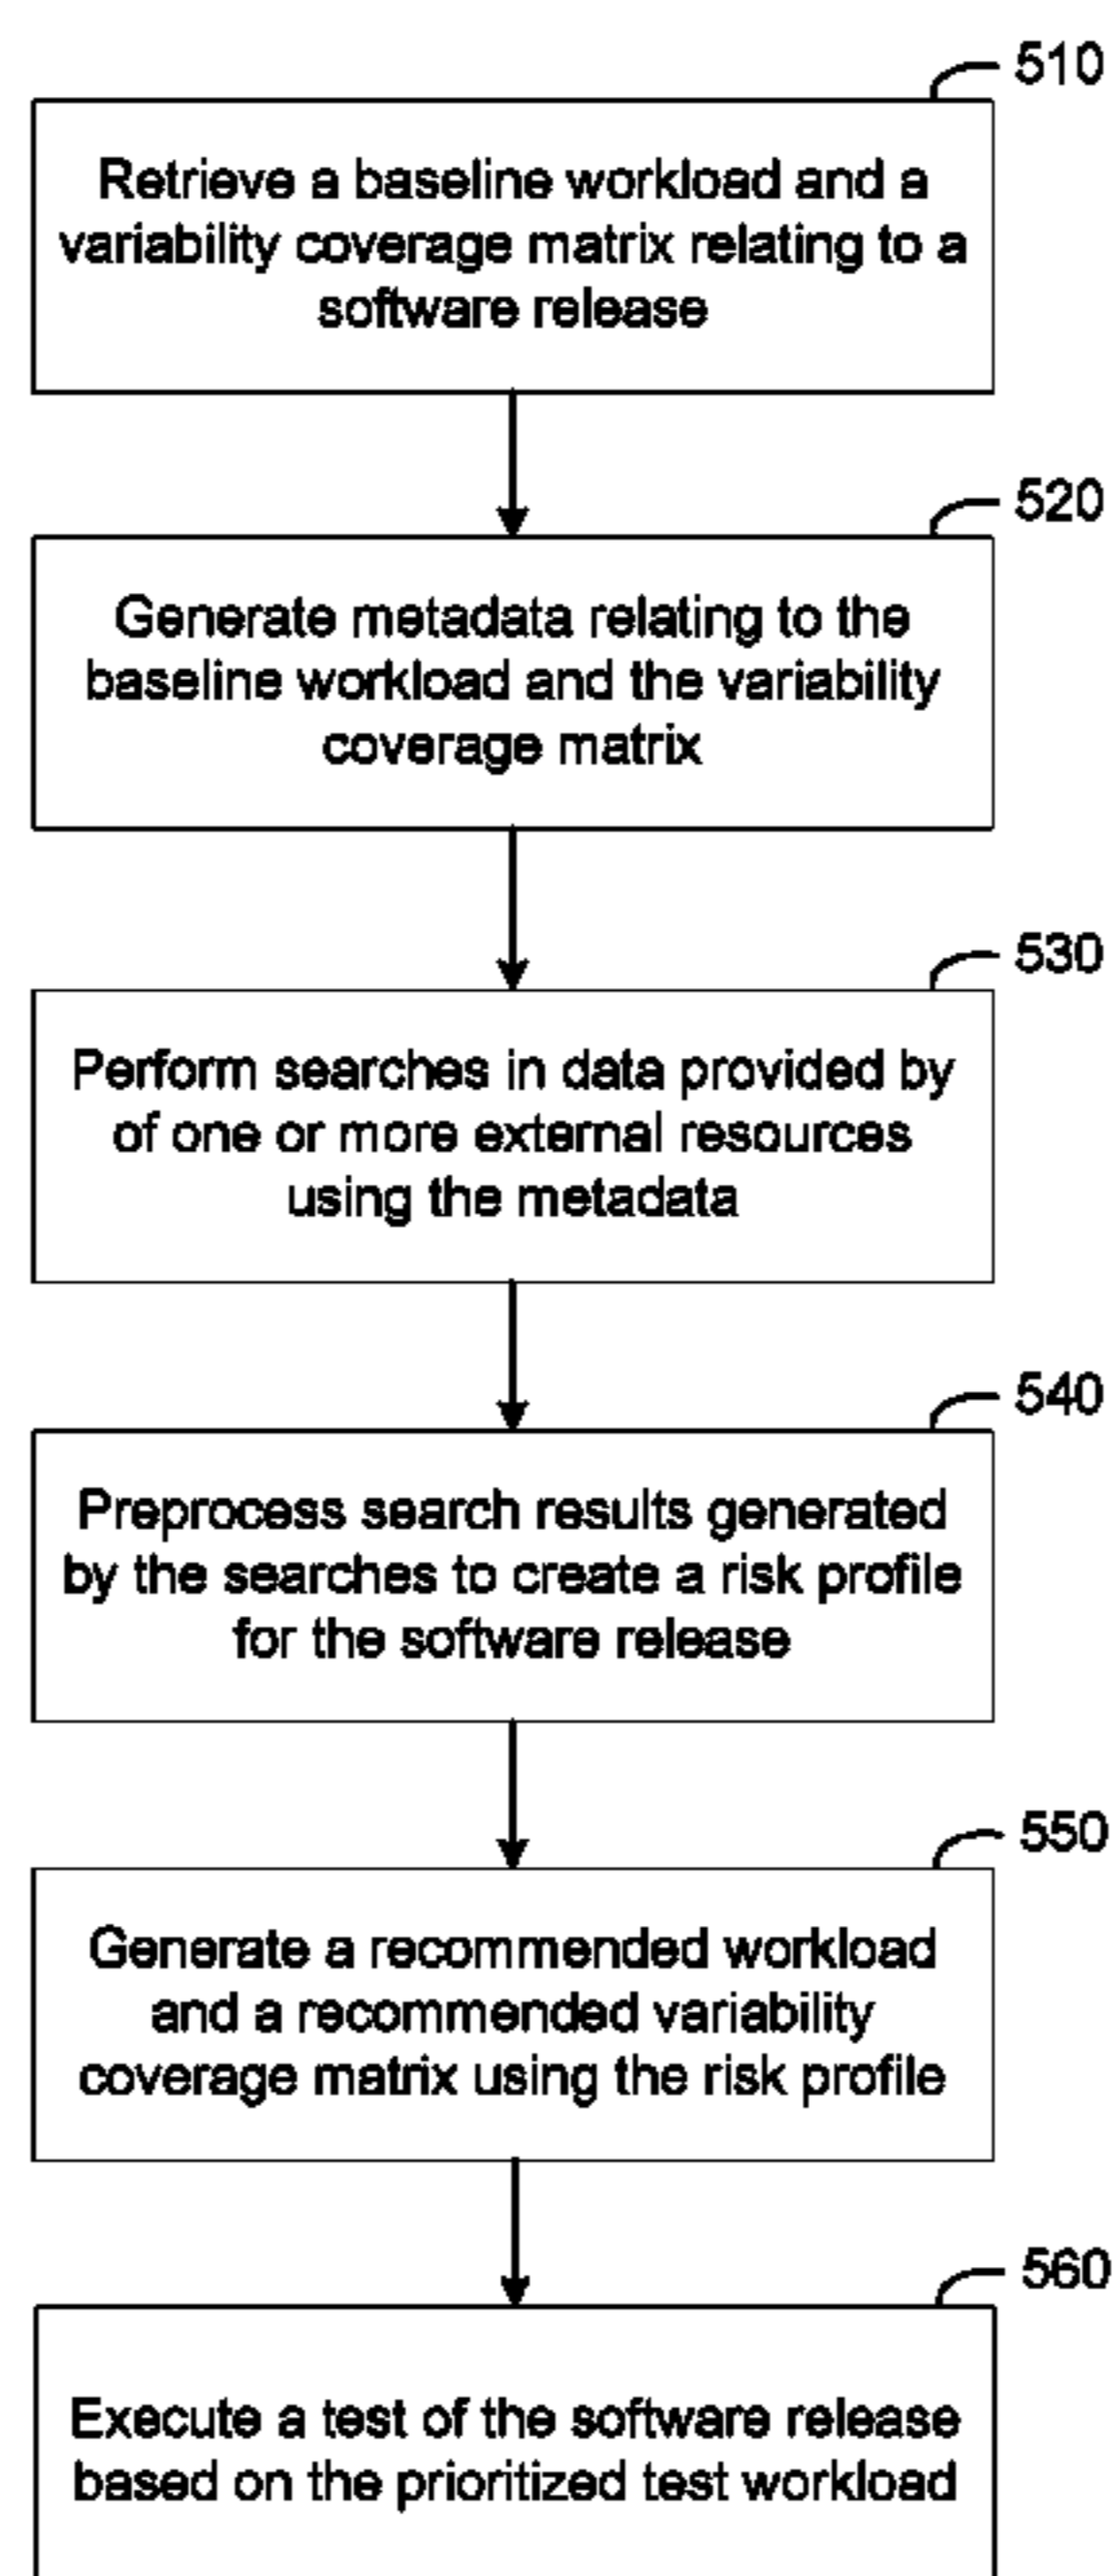 510
Retrieve a baseline workload and a
variability coverage matrix relating to a
software release
520
Generate metadata relating to the
baseline workload and the variability
coverage matrix
530
Perform searches in data provided by
of one or more external resources
using the metadata
540
Preprocess search results generated
by the searches to create a risk profile
for the software release
550
Generate a recommended workload
and a recommended variability
coverage matrix using the risk profile
560
Execute a test of the software release
based on the prioritized test workload